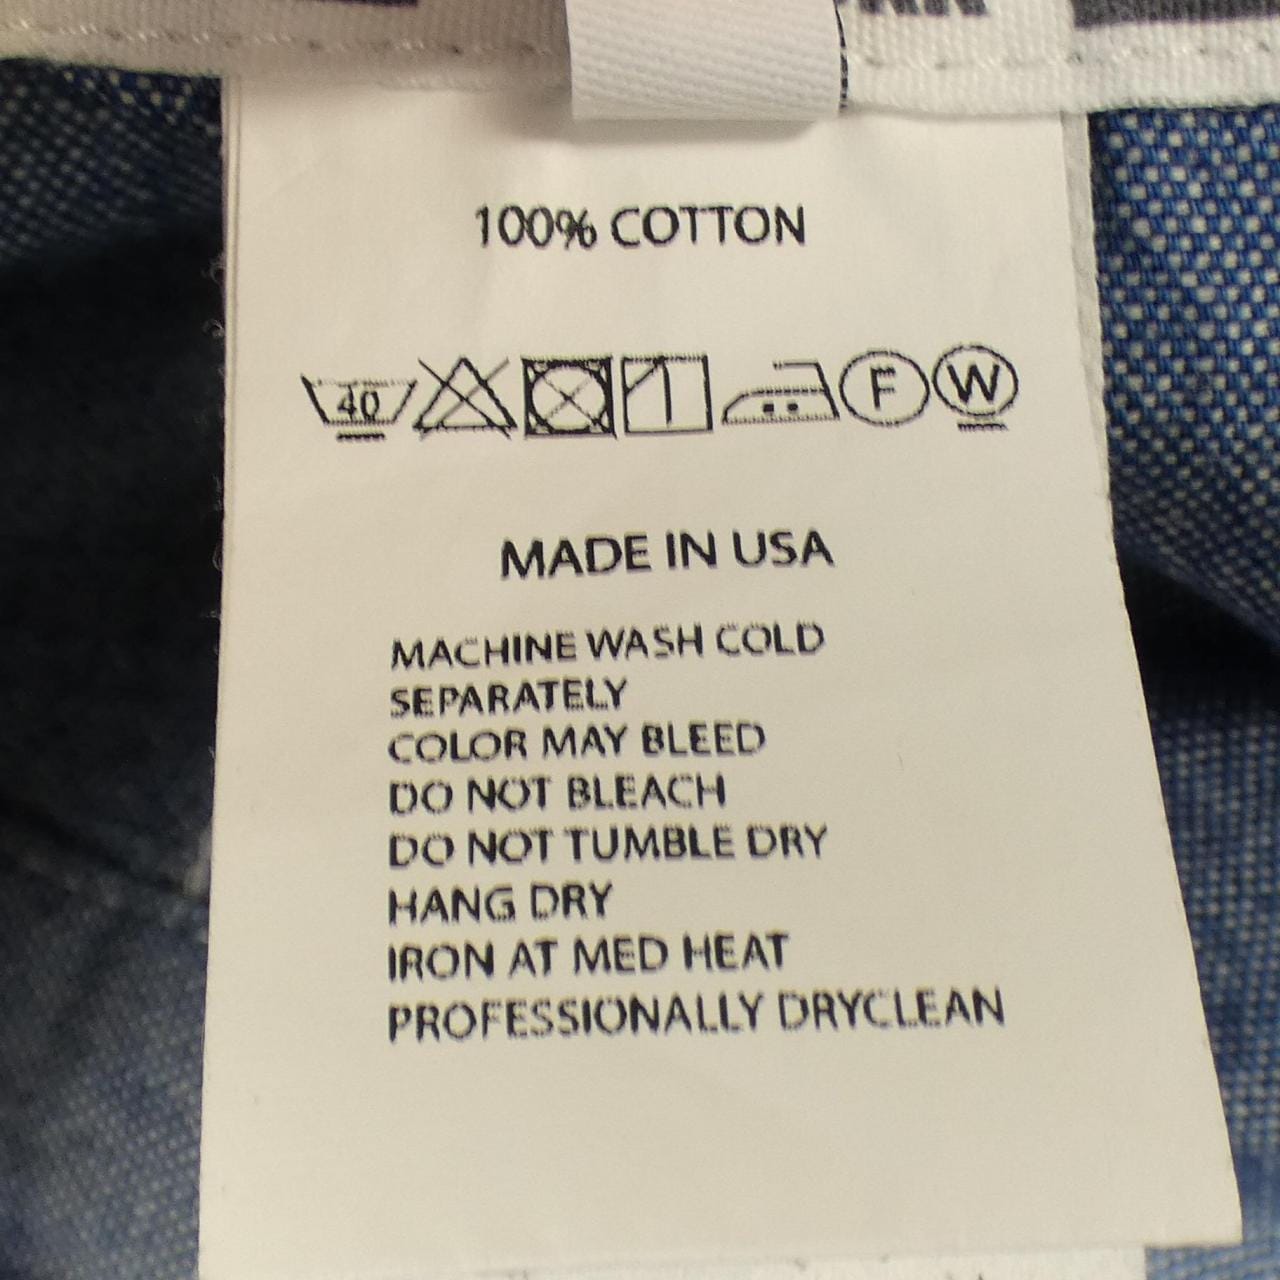 100% COTTON
40 F W
MADE IN USA
MACHINE WASH COLD
SEPARATELY
COLOR MAY BLEED
DO NOT BLEACH
DO NOT TUMBLE DRY
HANG DRY
IRON AT MED HEAT
PROFESSIONALLY DRYCLEAN